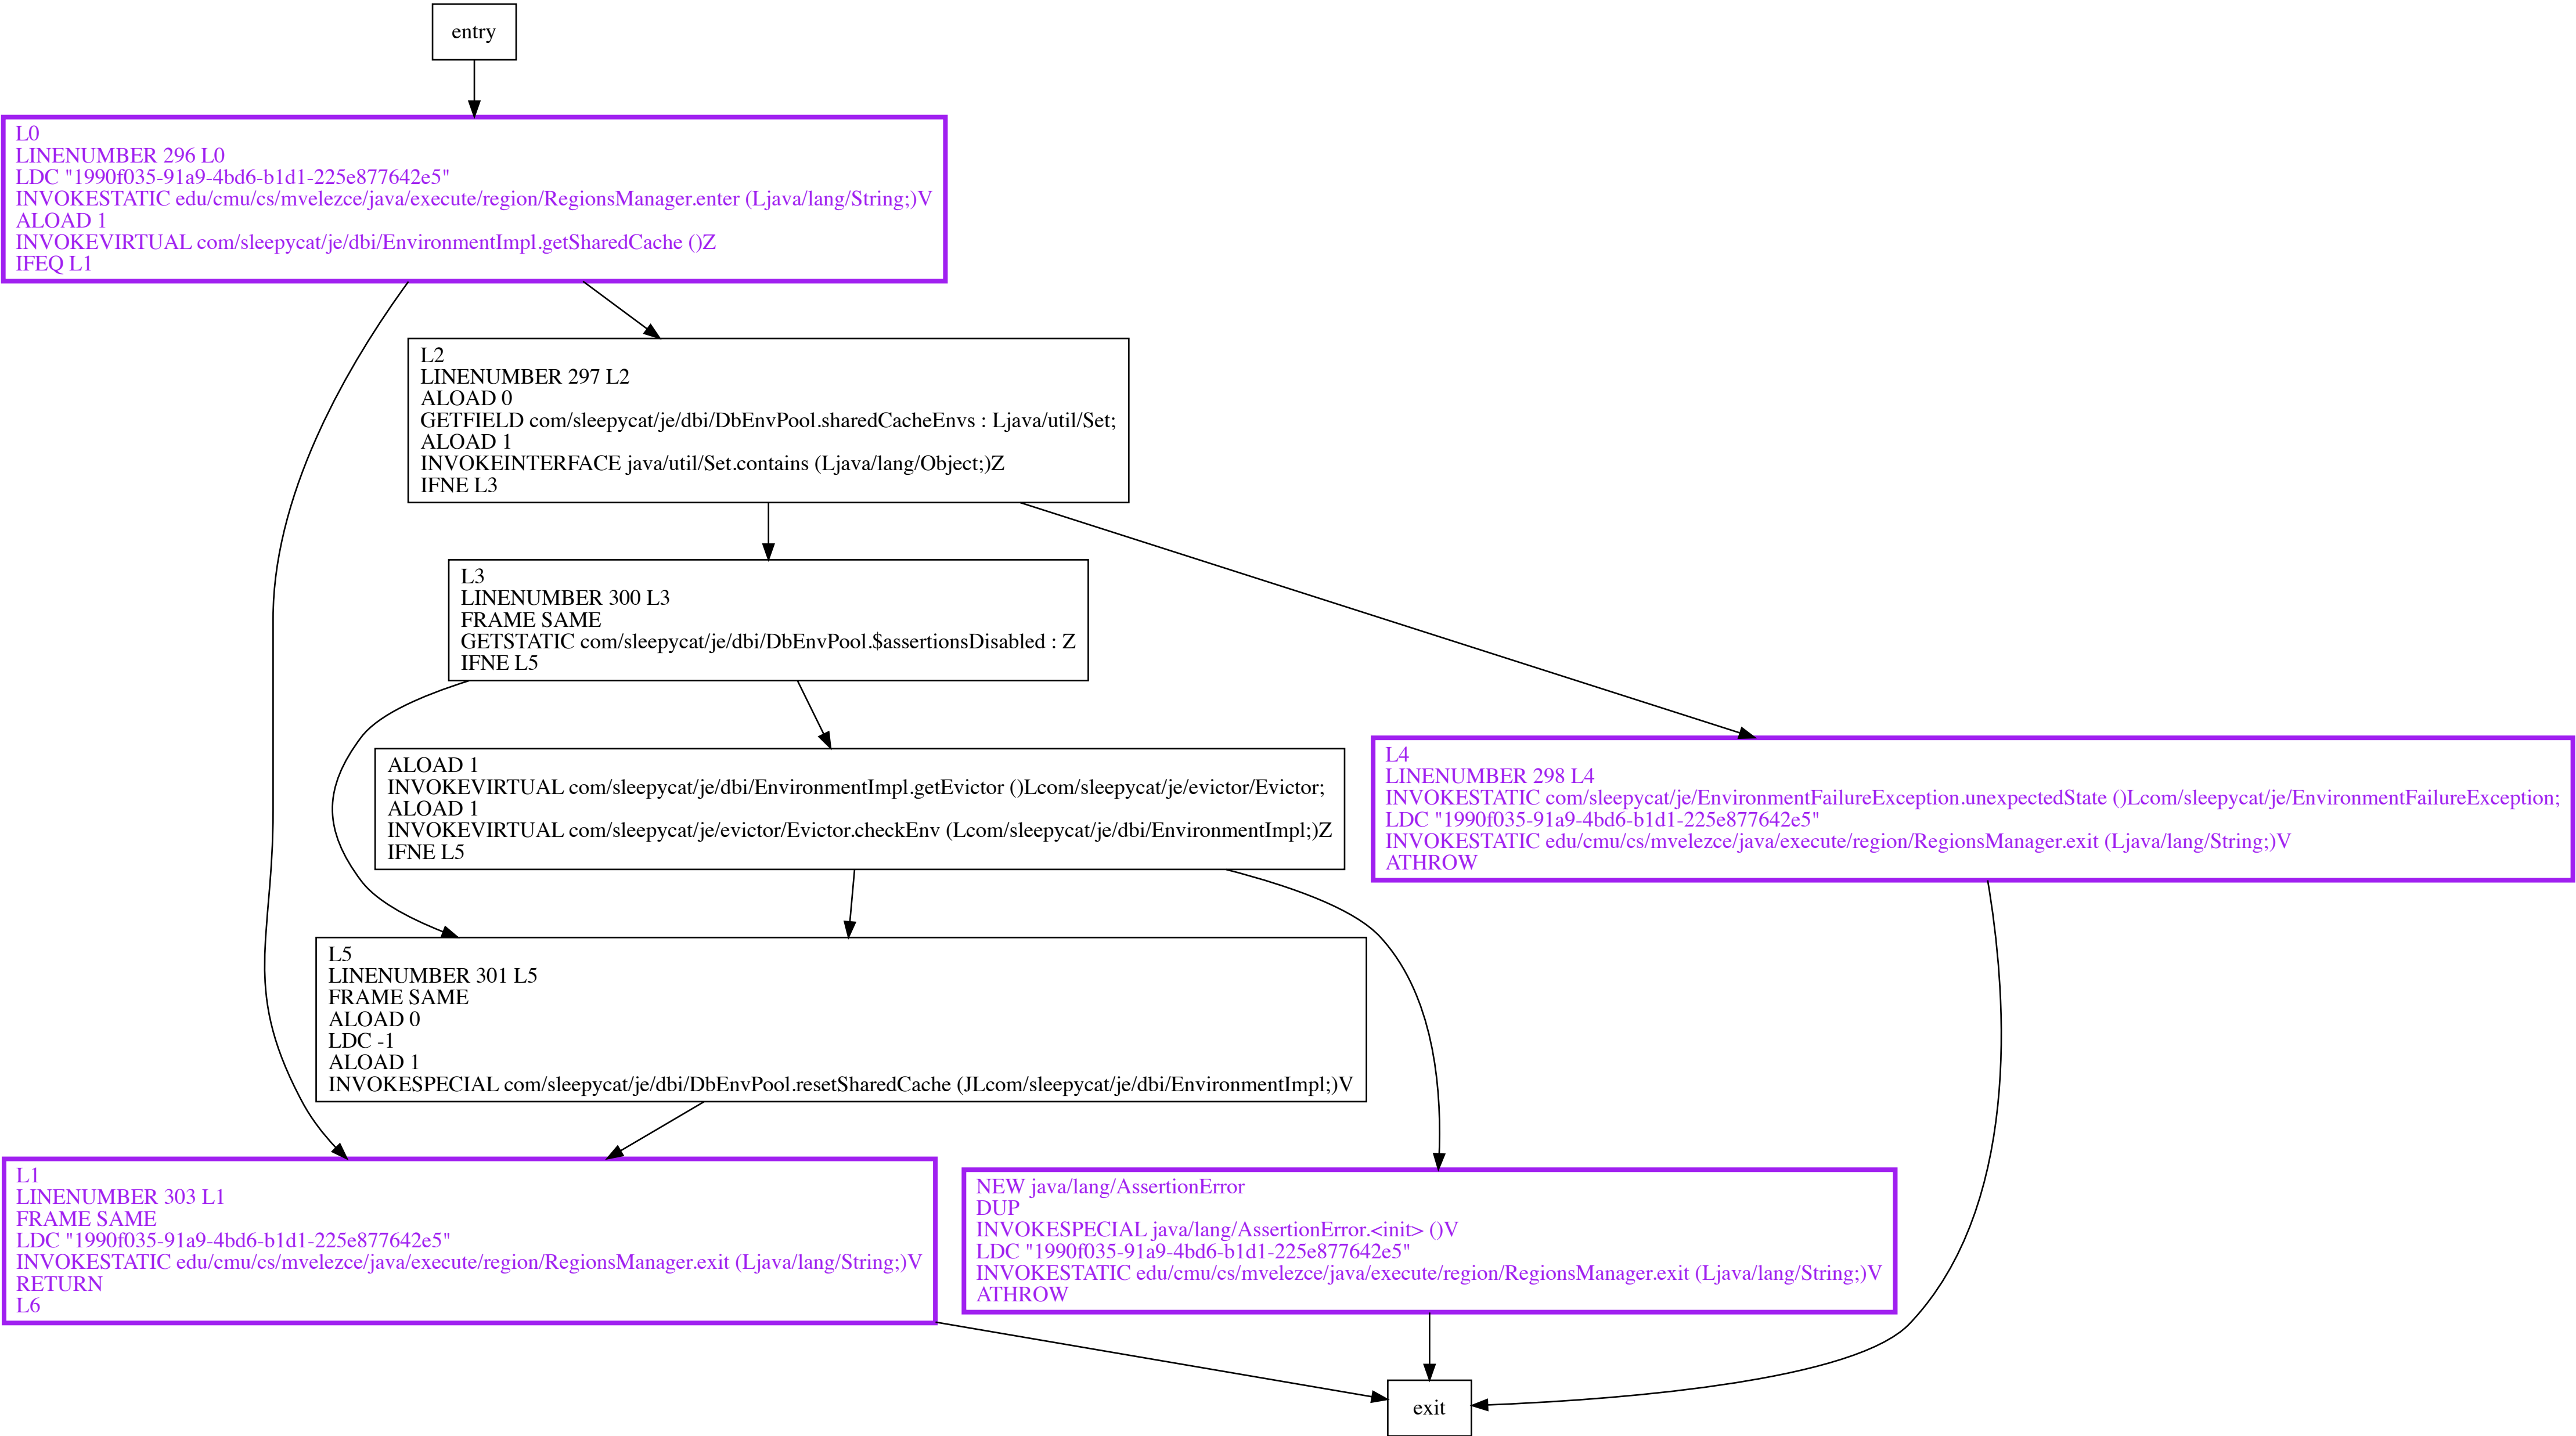 entry
L0
LINENUMBER 296 L0
LDC "1990f035-91a9-4bd6-b1d1-225e877642e5"
INVOKESTATIC edu/cmu/cs/mvelezce/java/execute/region/RegionsManager.enter (Ljava/lang/String;)V
ALOAD 1
INVOKEVIRTUAL com/sleepycat/je/dbi/EnvironmentImpl.getSharedCache ()Z
IFEQ L1
L2
LINENUMBER 297 L2
ALOAD 0
GETFIELD com/sleepycat/je/dbi/DbEnvPool.sharedCacheEnvs : Ljava/util/Set;
ALOAD 1
INVOKEINTERFACE java/util/Set.contains (Ljava/lang/Object;)Z
IFNE L3
L3
LINENUMBER 300 L3
FRAME SAME
GETSTATIC com/sleepycat/je/dbi/DbEnvPool.$assertionsDisabled : Z
IFNE L5
ALOAD 1
INVOKEVIRTUAL com/sleepycat/je/dbi/EnvironmentImpl.getEvictor ()Lcom/sleepycat/je/evictor/Evictor;
ALOAD 1
INVOKEVIRTUAL com/sleepycat/je/evictor/Evictor.checkEnv (Lcom/sleepycat/je/dbi/EnvironmentImpl;)Z
IFNE L5
L4
LINENUMBER 298 L4
INVOKESTATIC com/sleepycat/je/EnvironmentFailureException.unexpectedState ()Lcom/sleepycat/je/EnvironmentFailureException;
LDC "1990f035-91a9-4bd6-b1d1-225e877642e5"
INVOKESTATIC edu/cmu/cs/mvelezce/java/execute/region/RegionsManager.exit (Ljava/lang/String;)V
ATHROW
L5
LINENUMBER 301 L5
FRAME SAME
ALOAD 0
LDC -1
ALOAD 1
INVOKESPECIAL com/sleepycat/je/dbi/DbEnvPool.resetSharedCache (JLcom/sleepycat/je/dbi/EnvironmentImpl;)V
L1
LINENUMBER 303 L1
FRAME SAME
LDC "1990f035-91a9-4bd6-b1d1-225e877642e5"
INVOKESTATIC edu/cmu/cs/mvelezce/java/execute/region/RegionsManager.exit (Ljava/lang/String;)V
RETURN
L6
NEW java/lang/AssertionError
DUP
INVOKESPECIAL java/lang/AssertionError.<init> ()V
LDC "1990f035-91a9-4bd6-b1d1-225e877642e5"
INVOKESTATIC edu/cmu/cs/mvelezce/java/execute/region/RegionsManager.exit (Ljava/lang/String;)V
ATHROW
exit